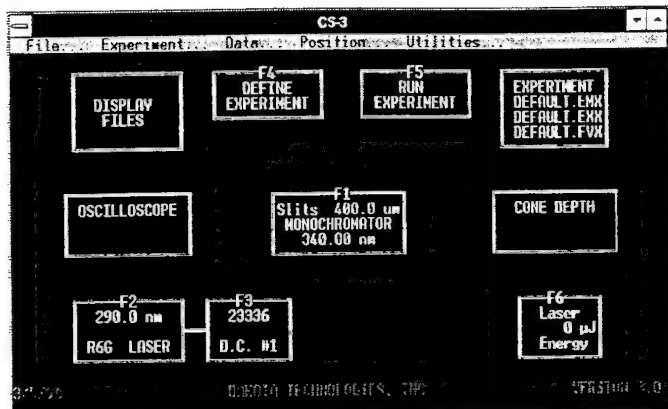 CS-3
File... Experiment... Data... Position... Utilities...
DISPLAY
FILES
F4
DEFINE
EXPERIMENT
F5
RUN
EXPERIMENT
EXPERIMENT
DEFAULT.EMX
DEFAULT.EXX
DEFAULT.FVX
OSCILLOSCOPE
F1
Slits 400.0 um
MONOCHROMATOR
340.00 nm
CONE DEPTH
F2
290.0 nm
R6G LASER
F3
23336
D.C. #1
F6
Laser
0 µJ
Energy
TECHNOLOGIES, INC
VERSION 3.0